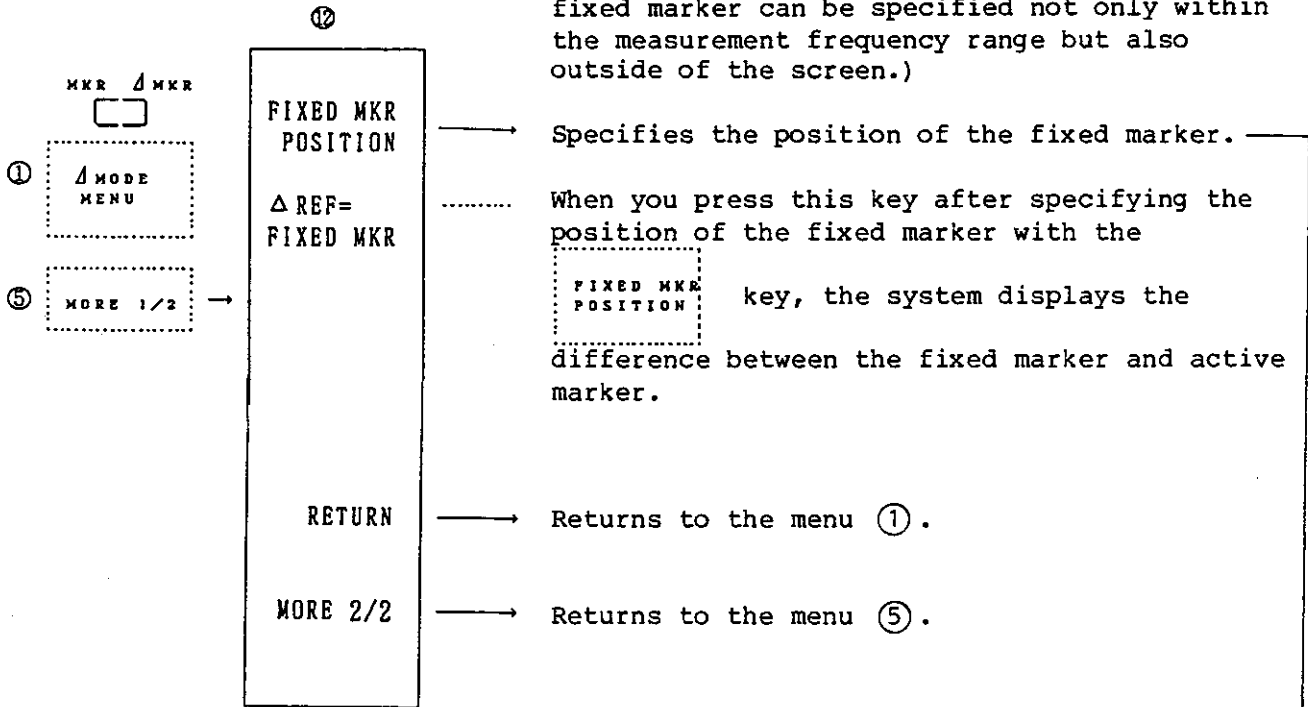 fixed marker can be specified not only within
⑫
the measurement frequency range but also
outside of the screen.)
MKR ΔMKR
FIXED MKR
POSITION
Specifies the position of the fixed marker.
① ΔMODE
MENU
Δ REF=
FIXED MKR
When you press this key after specifying the
position of the fixed marker with the
FIXED MKR
POSITION
key, the system displays the
⑤ MORE 1/2
difference between the fixed marker and active
marker.
RETURN
Returns to the menu ①.
MORE 2/2
Returns to the menu ⑤.